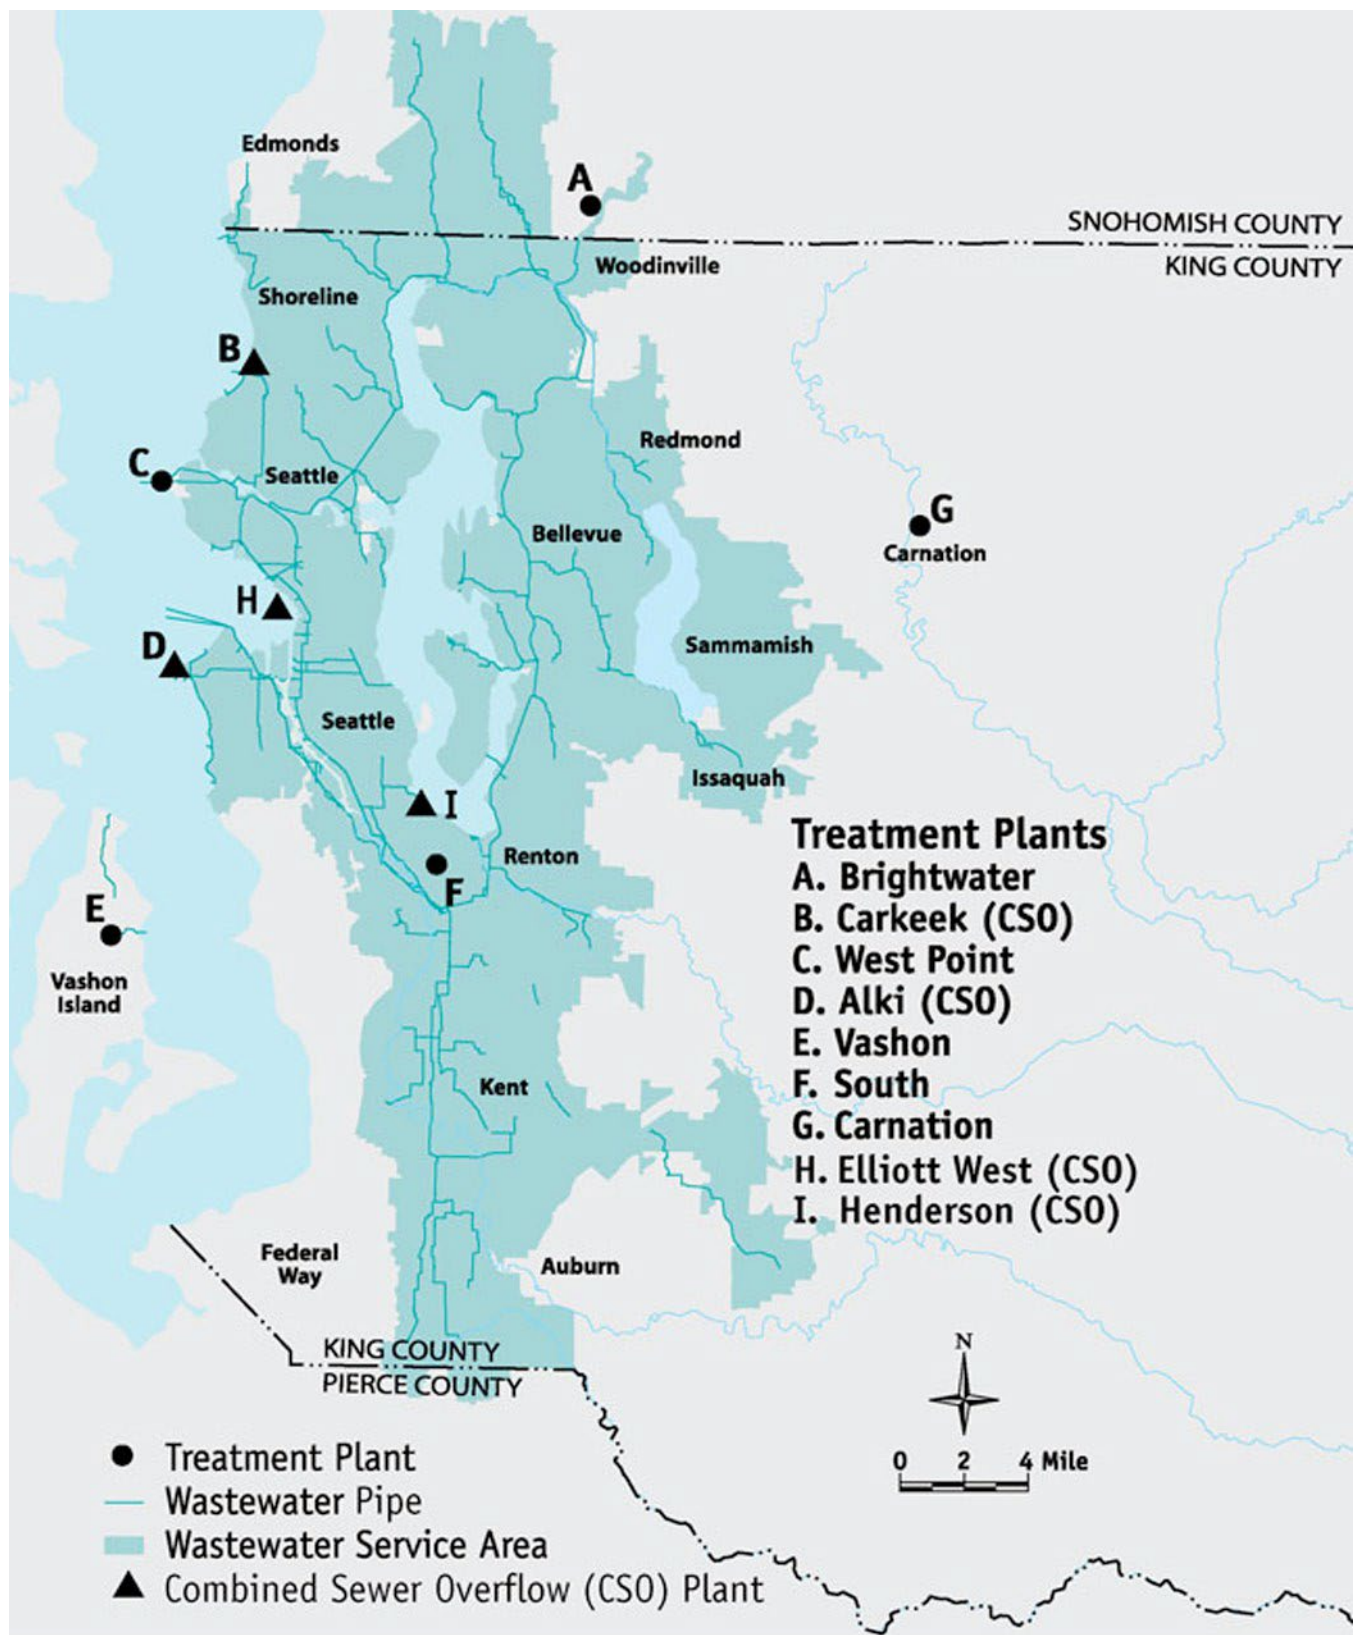 Edmonds
A
SNOHOMISH COUNTY
KING COUNTY
Woodinville
Shoreline
B
Redmond
C
Seattle
G
Bellevue
Carnation
H
D
Sammamish
Seattle
Issaquah
I
Renton
F
E
Vashon
Island
Treatment Plants
A. Brightwater
B. Carkeek (CSO)
C. West Point
D. Alki (CSO)
E. Vashon
F. South
G. Carnation
H. Elliott West (CSO)
I. Henderson (CSO)
Kent
Federal
Way
Auburn
KING COUNTY
PIERCE COUNTY
N
0 2 4 Mile
Treatment Plant
Wastewater Pipe
Wastewater Service Area
Combined Sewer Overflow (CSO) Plant